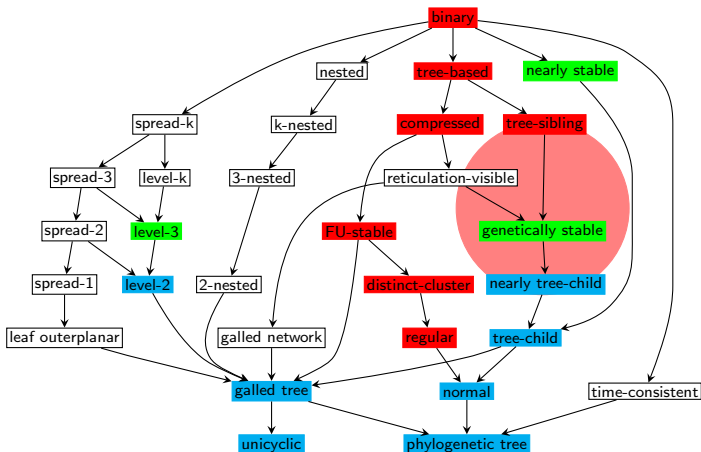 binary
nested
tree-based
nearly stable
spread-k
k-nested
compressed
tree-sibling
spread-3
level-k
3-nested
reticulation-visible
spread-2
level-3
FU-stable
genetically stable
spread-1
level-2
2-nested
distinct-cluster
nearly tree-child
leaf outerplanar
galled network
regular
tree-child
galled tree
normal
time-consistent
unicyclic
phylogenetic tree